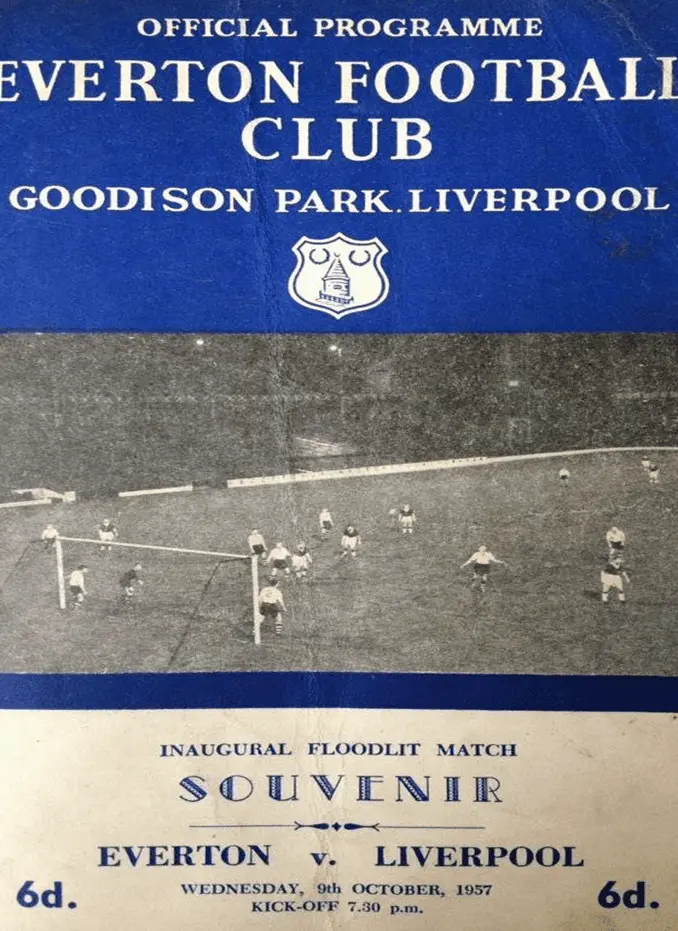 OFFICIAL PROGRAMME
EVERTON FOOTBALL
CLUB
GOODISON PARK. LIVERPOOL
INAUGURAL FLOODLIT MATCH
SOUVENIR
EVERTON v. LIVERPOOL
6d. WEDNESDAY, 9th OCTOBER, 1957 6d.
KICK-OFF 7.30 p.m.